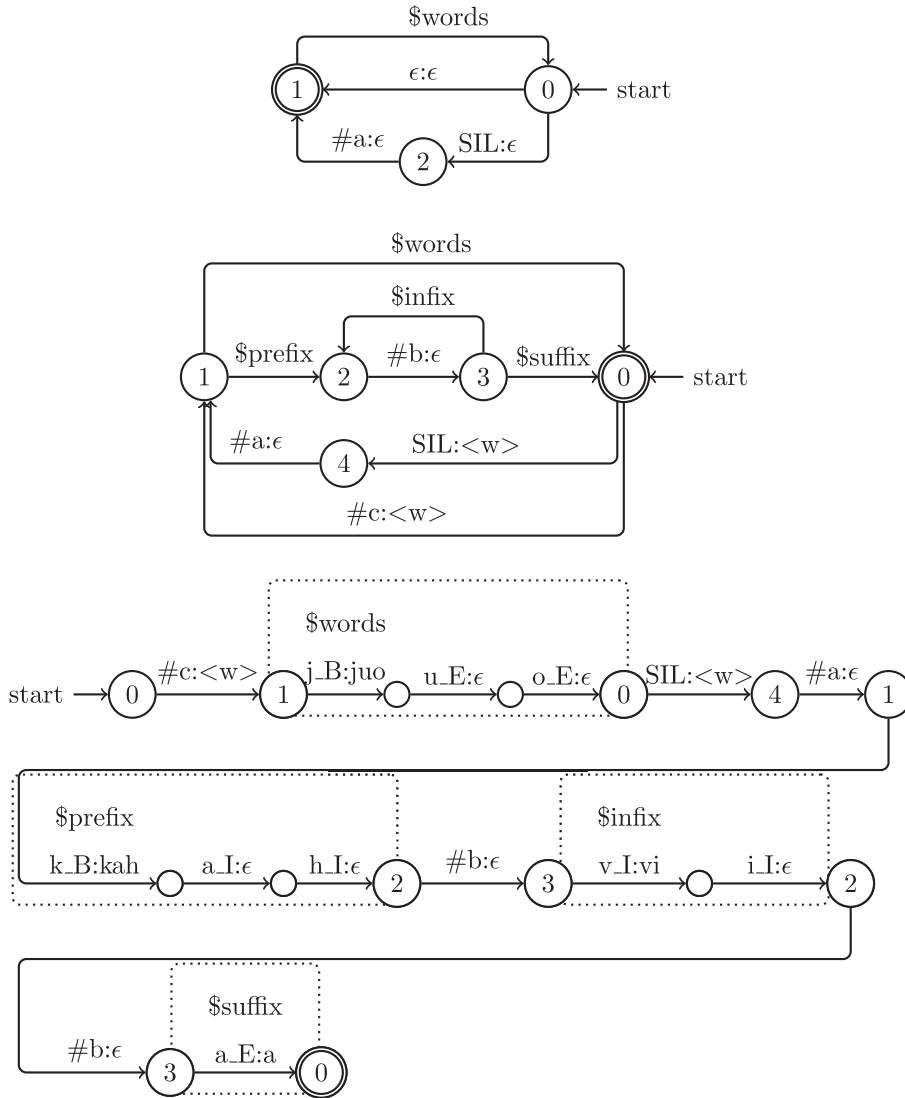 $words
ϵ:ϵ
1 0 start
#a:ϵ 2 SIL:ϵ
$words
$infix
1 $prefix 2 #b:ϵ 3 $suffix 0 start
#a:ϵ 4 SIL:<w>
#c:<w>
$words
start 0 #c:<w> 1 j_B:juo u_E:ϵ o_E:ϵ 0 SIL:<w> 4 #a:ϵ 1
$prefix $infix
k_B:kah a_I:ϵ h_I:ϵ 2 #b:ϵ 3 v_I:vi i_I:ϵ 2
$suffix
#b:ϵ 3 a_E:a 0